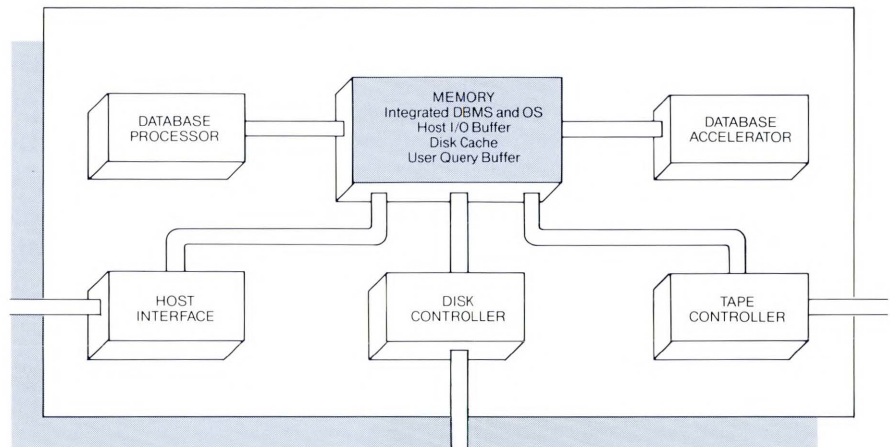 MEMORY
Integrated DBMS and OS
Host I/O Buffer
Disk Cache
User Query Buffer
DATABASE
PROCESSOR
DATABASE
ACCELERATOR
HOST
INTERFACE
DISK
CONTROLLER
TAPE
CONTROLLER